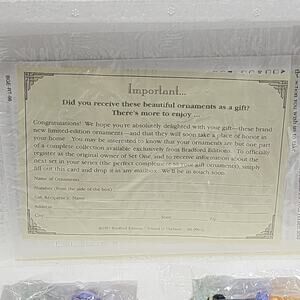 Important...
Did you receive these beautiful ornaments as a gift?
There's more to enjoy ...
Congratulations! We hope you're absolutely delighted with your gift—these brand
new limited-edition ornaments—and that they will soon take a place of honor in
your home. You may be interested to know that your ornaments are but one part
of a complete collection available exclusively from Bradford Editions. To officially
register as the original owner of Set One, and to receive information about the
next set in your series (the perfect complement to your gift ornaments), simply
fill out this card and drop it in any mailbox. We'll be in touch soon.
Name of Ornaments
Number (from the side of the box)
Gift Recipient's Name
Address
City State Zip
Bradford Editions Printed in